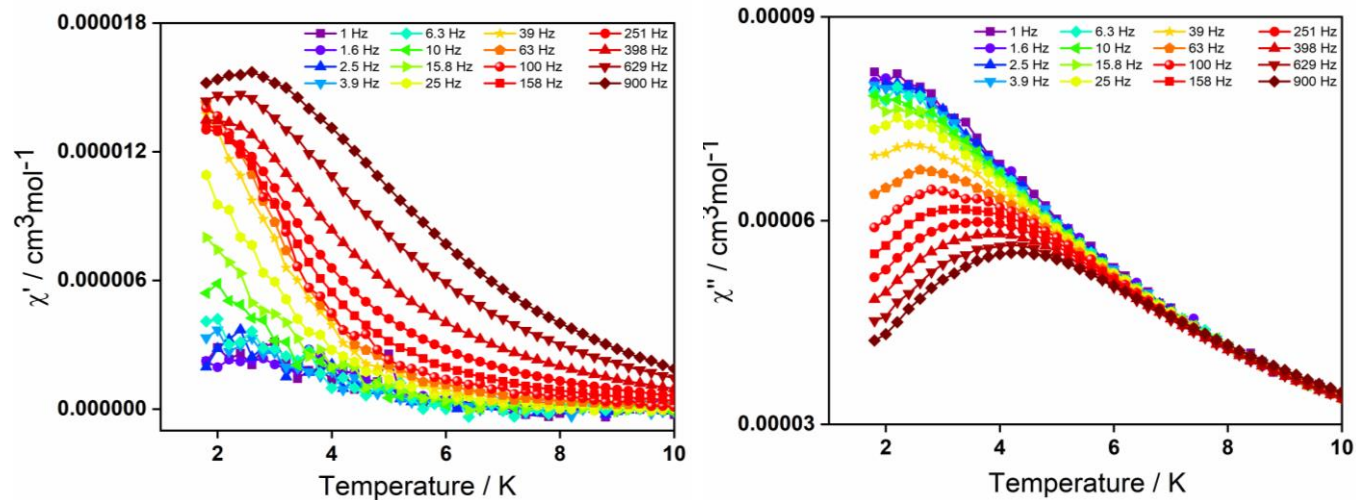 0.000018
0.000012
0.000006
0.000000
χ' / cm³mol⁻¹
1 Hz
1.6 Hz
2.5 Hz
3.9 Hz
6.3 Hz
10 Hz
15.8 Hz
25 Hz
39 Hz
63 Hz
100 Hz
158 Hz
251 Hz
398 Hz
629 Hz
900 Hz
2 4 6 8 10
Temperature / K
0.00009
0.00006
0.00003
χ" / cm³mol⁻¹
1 Hz
1.6 Hz
2.5 Hz
3.9 Hz
6.3 Hz
10 Hz
15.8 Hz
25 Hz
39 Hz
63 Hz
100 Hz
158 Hz
251 Hz
398 Hz
629 Hz
900 Hz
2 4 6 8 10
Temperature / K